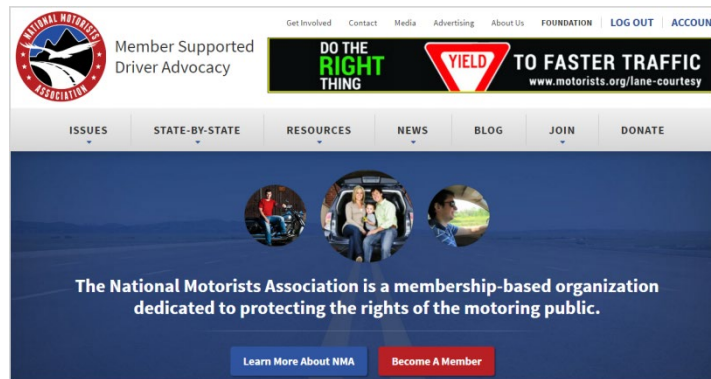 NATIONAL MOTORISTS
ASSOCIATION
Member Supported
Driver Advocacy
Get Involved Contact Media Advertising About Us FOUNDATION LOG OUT ACCOUN
DO THE
RIGHT
THING
YIELD
TO FASTER TRAFFIC
www.motorists.org/lane-courtesy
ISSUES STATE-BY-STATE RESOURCES NEWS BLOG JOIN DONATE
The National Motorists Association is a membership-based organization
dedicated to protecting the rights of the motoring public.
Learn More About NMA Become A Member